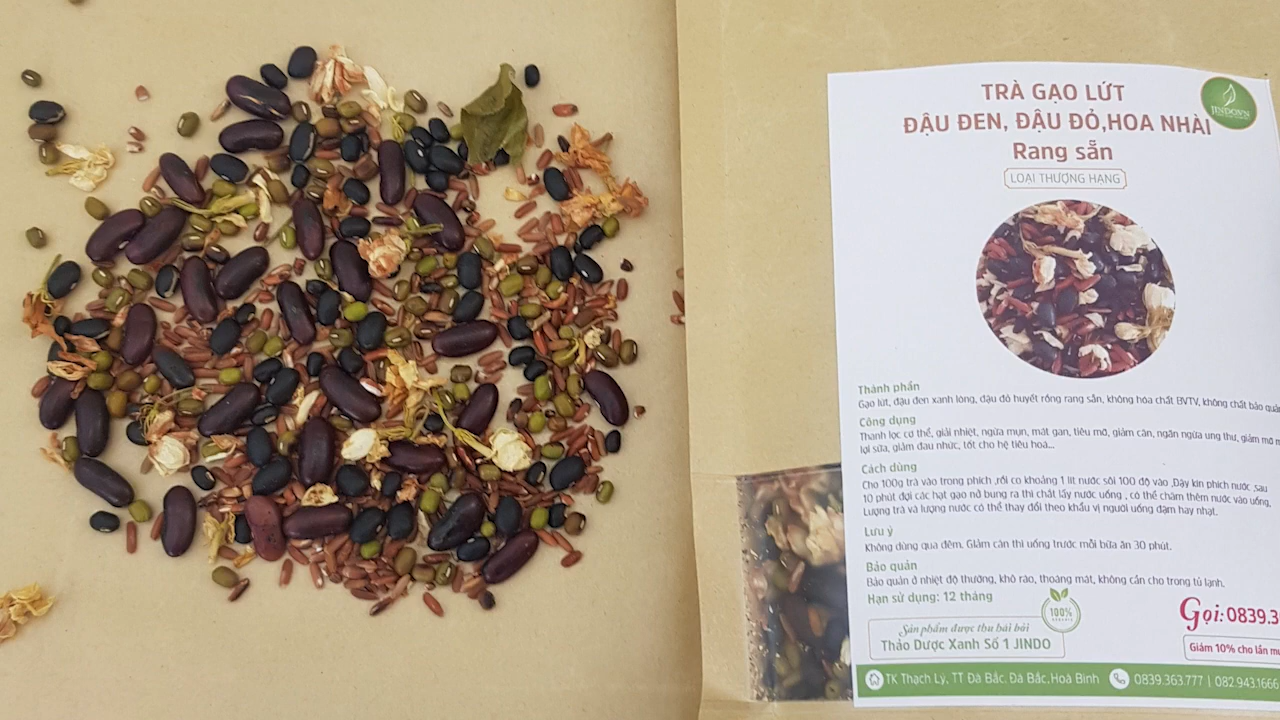 TRÀ GẠO LỨT
ĐẬU ĐEN, ĐẬU ĐỎ,HOA NHÀI
Rang sẵn
LOẠI THƯỢNG HẠNG
JINDOVN
Thành phần
Gạo lứt, đậu đen xanh lòng, đậu đỏ huyết rồng rang sẵn, không hóa chất BVTV, không chất bảo
Công dụng
Thanh lọc cơ thể, giải nhiệt, ngừa mụn, mát gan, tiêu mỡ, giảm cân, ngăn ngừa ung thư, giảm mỡ
lợi sữa, giảm đau nhức, tốt cho hệ tiêu hoá...
Cách dùng
Cho 100g trà vào trong phích ,rồi co khoảng 1 lít nước sôi 100 độ vào .Dậy kín phích nước ,sau
10 phút đợi các hạt gạo nở bung ra thì chắt lấy nước uống , có thể châm thêm nước vào uống,
Lượng trà và lượng nước có thể thay đổi theo khẩu vị người uống đậm hay nhạt.
Lưu ý
Không dùng qua đêm. Giảm cân thì uống trước mỗi bữa ăn 30 phút.
Bảo quản
Bảo quản ở nhiệt độ thường, khô ráo, thoáng mát, không cần cho trong tủ lạnh.
Hạn sử dụng: 12 tháng
100%
Sản phẩm được thu hái bởi
Thảo Dược Xanh Số 1 JINDO
Gọi: 0839.3
Giảm 10% cho lần
TK Thạch Lý, TT Đà Bắc, Đà Bắc,Hoà Bình 0839.363.777 | 082.943.1666